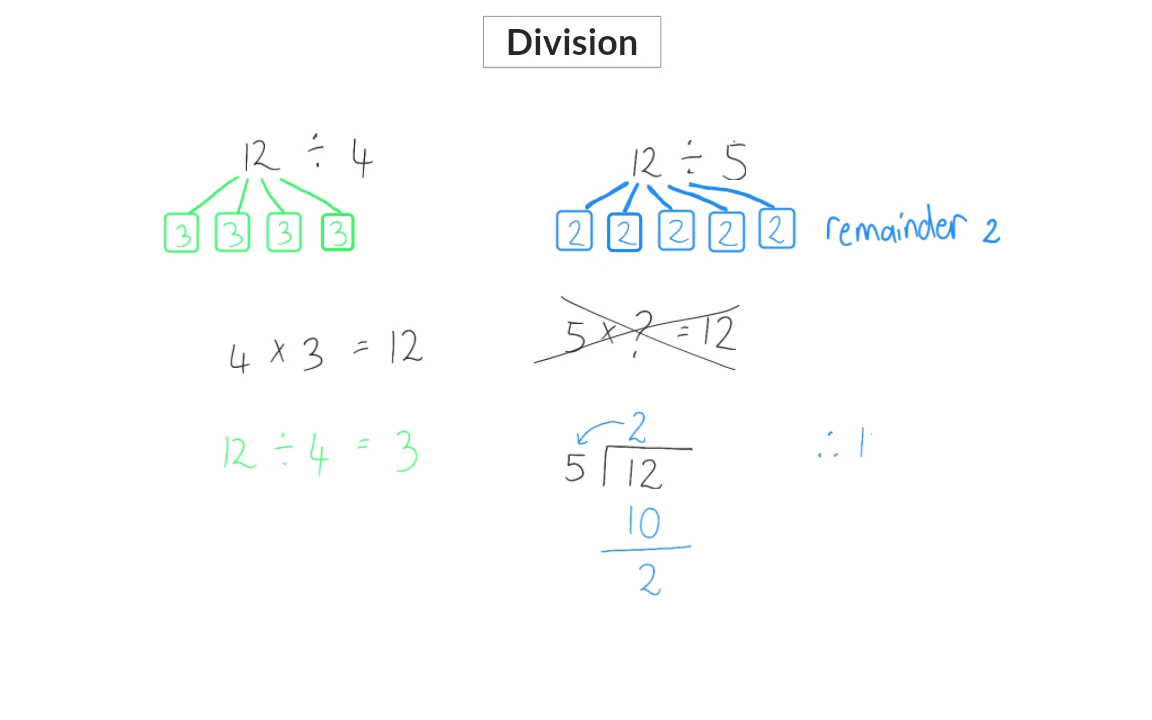 Division
12 ÷ 4
3 3 3 3
4 × 3 = 12
12 ÷ 4 = 3
12 ÷ 5
2 2 2 2 2 remainder 2
5 × ? = 12
2
5 12
10
2
∴ 1